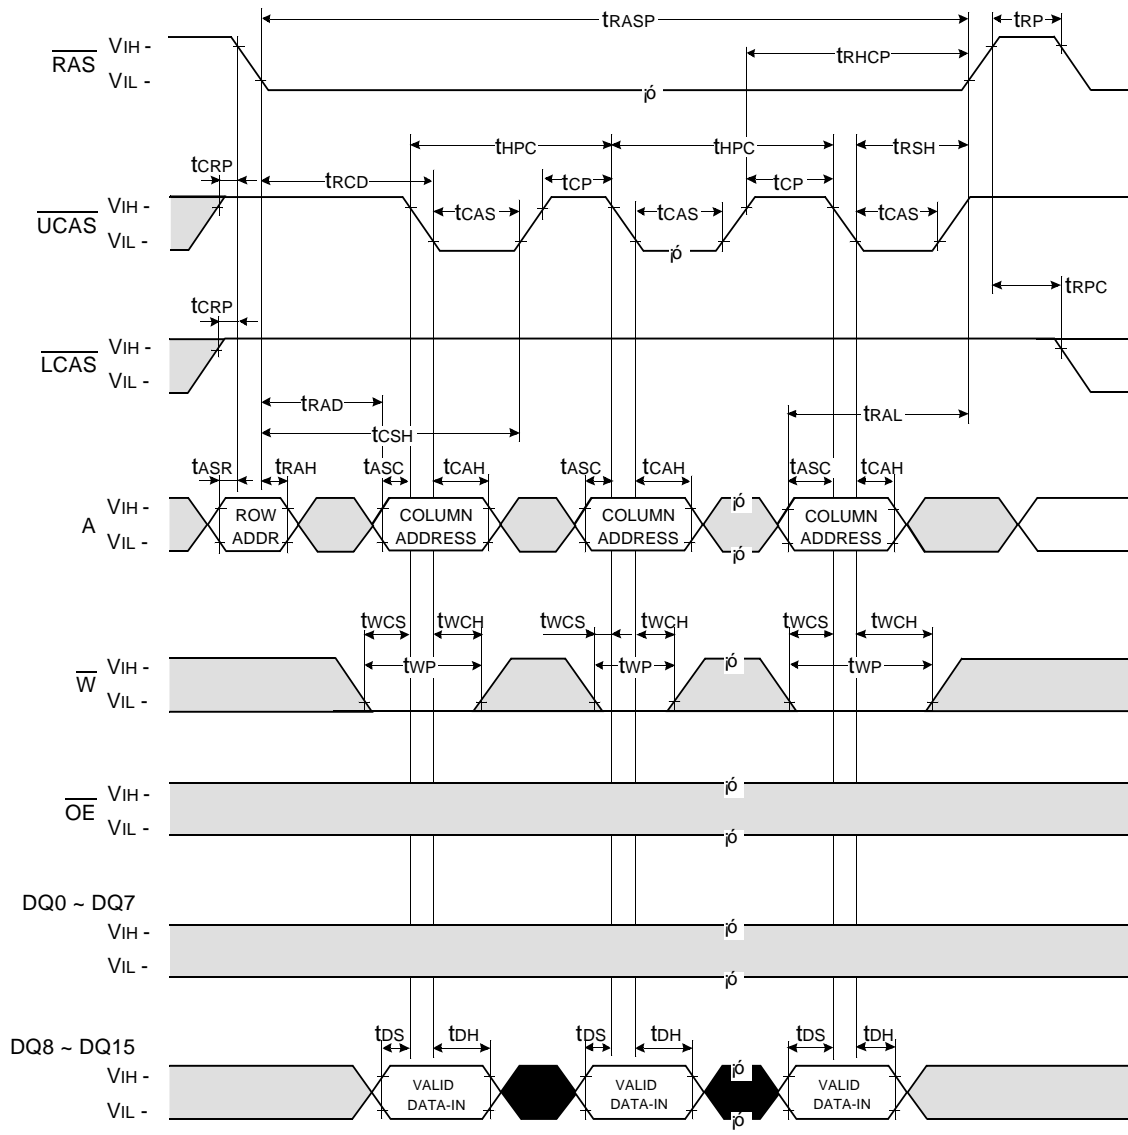 tRASP
tRP
RAS
VIH -
VIL -
tRHCP
¡ó
tHPC
tHPC
tRSH
tCRP
tRCD
tCP
tCP
UCAS
VIH -
VIL -
tCAS
tCAS
tCAS
¡ó
tRPC
tCRP
LCAS
VIH -
VIL -
tRAD
tCSH
tRAL
tASR
tRAH
tASC
tCAH
tASC
tCAH
tASC
tCAH
A
VIH -
VIL -
ROW
ADDR
COLUMN
ADDRESS
COLUMN
ADDRESS
¡ó
¡ó
COLUMN
ADDRESS
tWCS
tWCH
tWCS
tWCH
tWCS
tWCH
W
VIH -
VIL -
tWP
tWP
¡ó
tWP
OE
VIH -
VIL -
¡ó
¡ó
DQ0 ~ DQ7
VIH -
VIL -
¡ó
¡ó
DQ8 ~ DQ15
tDS
tDH
tDS
tDH
tDS
tDH
VIH -
VIL -
VALID
DATA-IN
VALID
DATA-IN
¡ó
¡ó
VALID
DATA-IN